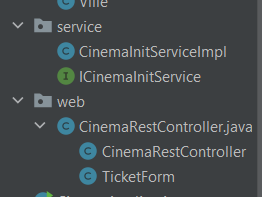 Ville
service
CinemaInitServiceImpl
ICinemaInitService
web
CinemaRestController.java
CinemaRestController
TicketForm